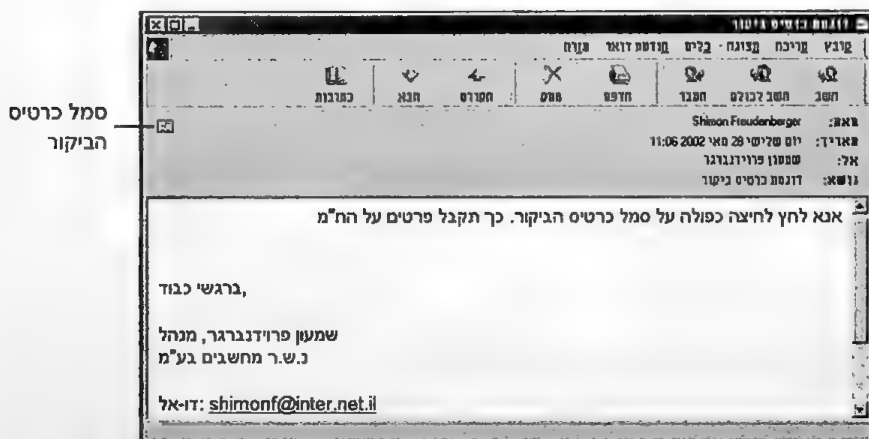 דוגמת כרטיס ביקור
קובץ עריכה תצוגה כלים הודעת דואר עזרה
השב השב לכולם העבר הדפס מחק הקודם הבא כתובות
מאת: Shimon Freudenberger
תאריך: יום שלישי 28 מאי 2002 11:06
אל: שמעון פרוידנברגר
נושא: דוגמת כרטיס ביקור
סמל כרטיס
הביקור
אנא לחץ לחיצה כפולה על סמל כרטיס הביקור. כך תקבל פרטים על הח"מ
ברגשי כבוד,
שמעון פרוידנברגר, מנהל
נ.ש.ר מחשבים בע"מ
דו-אל: shimonf@inter.net.il